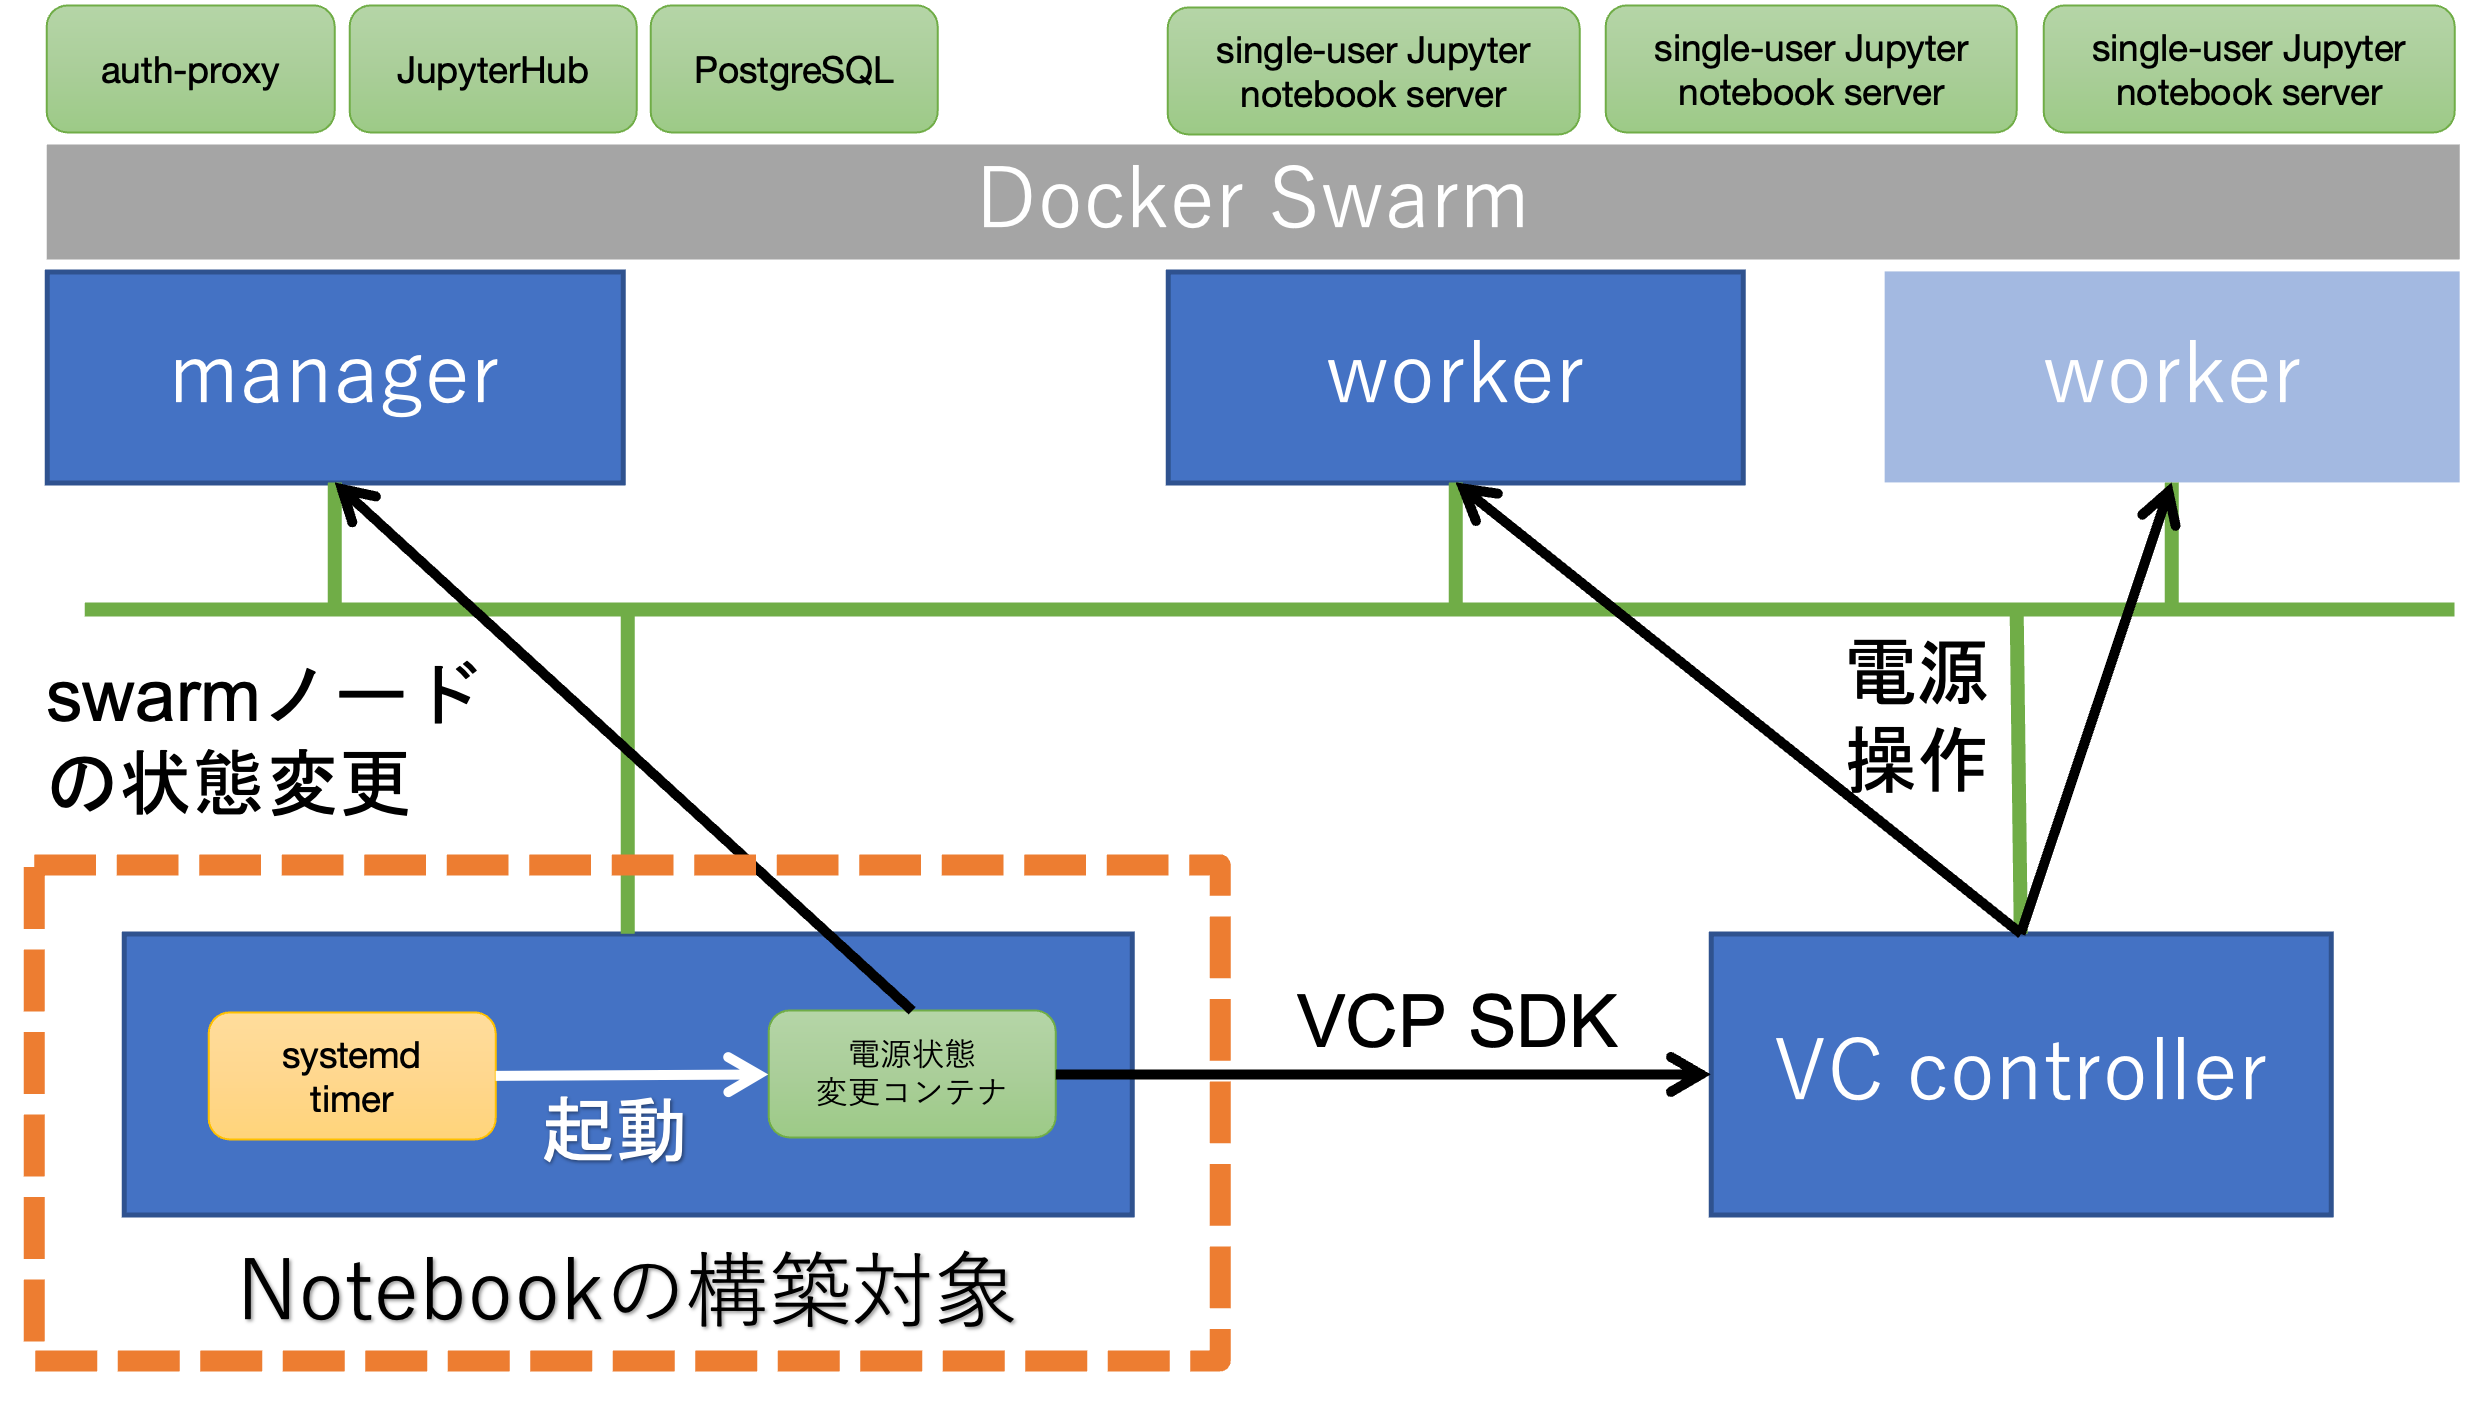 auth-proxy
JupyterHub
PostgreSQL
single-user Jupyter
notebook server
single-user Jupyter
notebook server
single-user Jupyter
notebook server
Docker Swarm
manager
worker
worker
swarmノード
の状態変更
電源
操作
systemd
timer
起動
電源状態
変更コンテナ
VCP SDK
VC controller
Notebookの構築対象